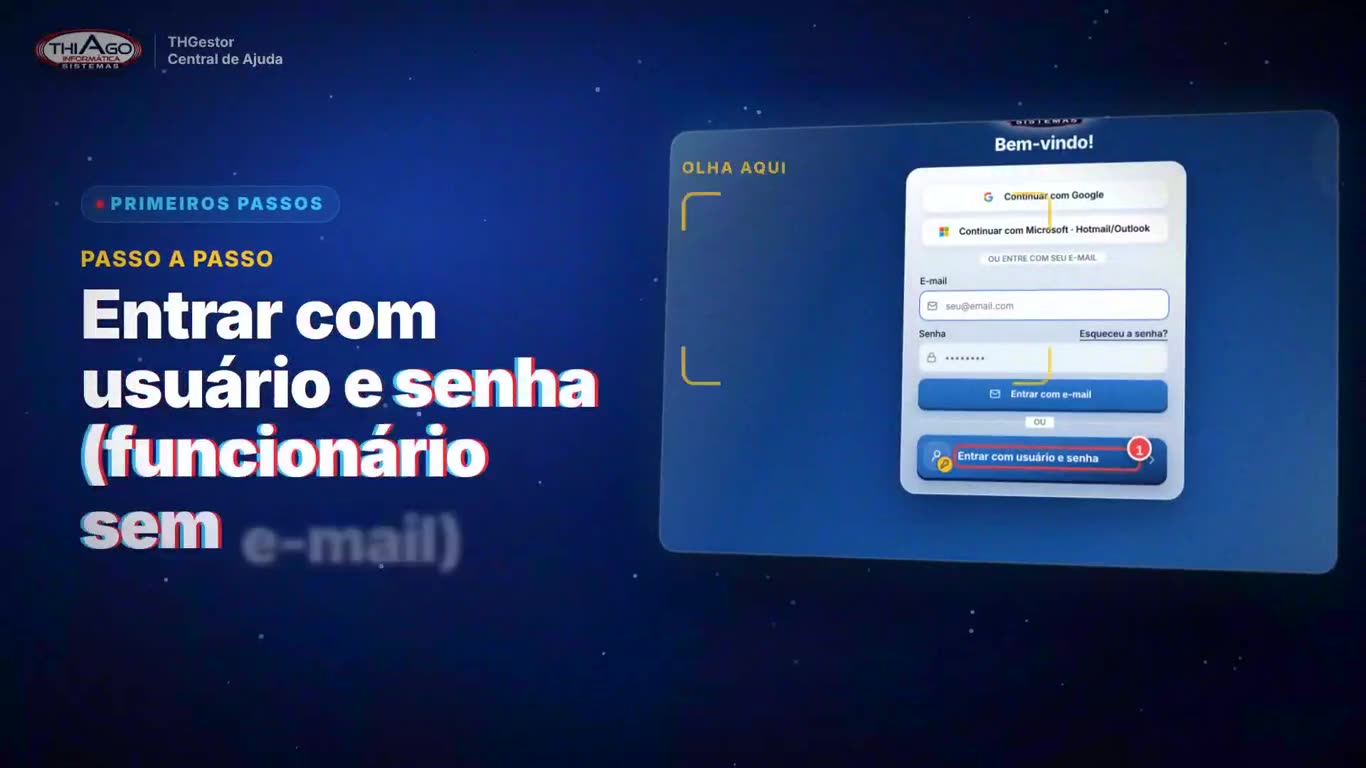 THIAGO
INFORMÁTICA
SISTEMAS
THGestor
Central de Ajuda
PRIMEIROS PASSOS
PASSO A PASSO
Entrar com
usuário e senha
(funcionário
sem e-mail)
OLHA AQUI
SISTEMAS
Bem-vindo!
Continuar com Google
Continuar com Microsoft - Hotmail/Outlook
OU ENTRE COM SEU E-MAIL
E-mail
seu@email.com
Senha
Esqueceu a senha?
Entrar com e-mail
OU
Entrar com usuário e senha
1